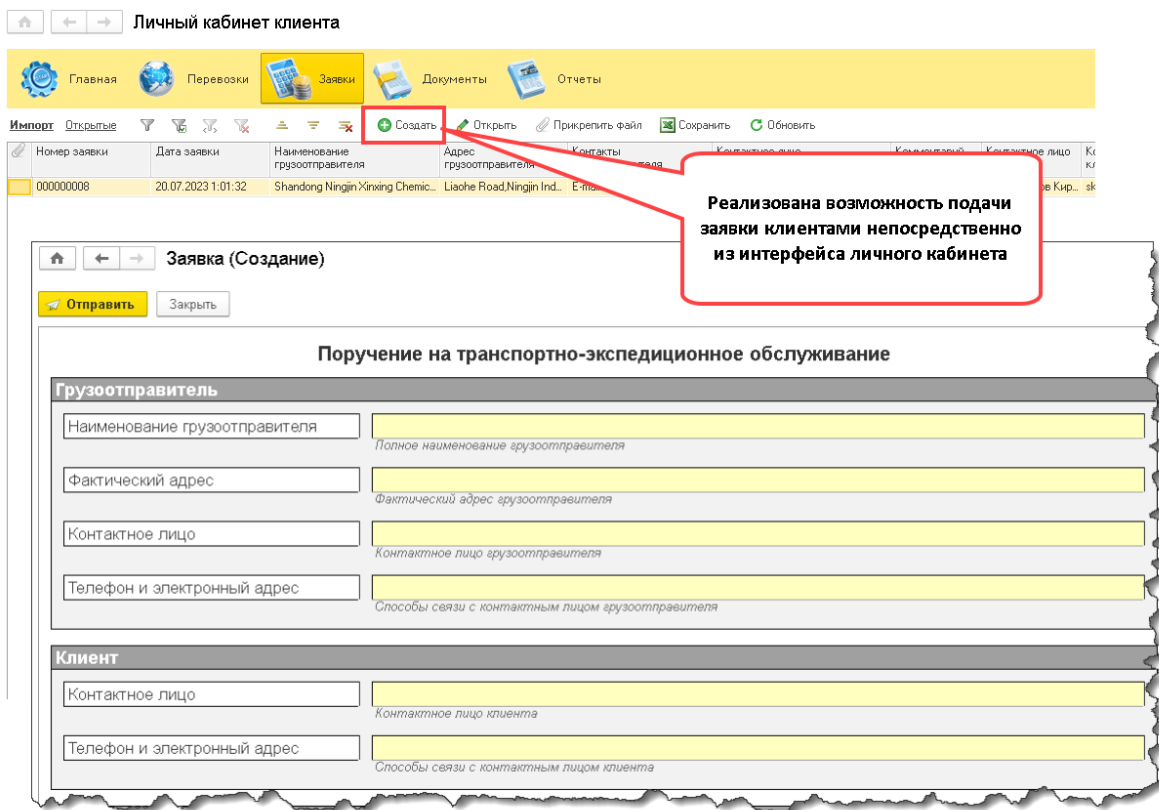 Личный кабинет клиента
Главная Перевозки Заявки Документы Отчеты
Импорт Открытые Создать Открыть Прикрепить файл Сохранить Обновить
Номер заявки Дата заявки Наименование грузоотправителя Адрес грузоотправителя Контакты Контактное лицо
000000008 20.07.2023 1:01:32 Shandong Ningjin Xinxing Chemic... Liaohe Road,Ningjin Ind...
Реализована возможность подачи
заявки клиентами непосредственно
из интерфейса личного кабинета
Заявка (Создание)
Отправить Закрыть
Поручение на транспортно-экспедиционное обслуживание
Грузоотправитель
Наименование грузоотправителя
Полное наименование грузоотправителя
Фактический адрес
Фактический адрес грузоотправителя
Контактное лицо
Контактное лицо грузоотправителя
Телефон и электронный адрес
Способы связи с контактным лицом грузоотправителя
Клиент
Контактное лицо
Контактное лицо клиента
Телефон и электронный адрес
Способы связи с контактным лицом клиента